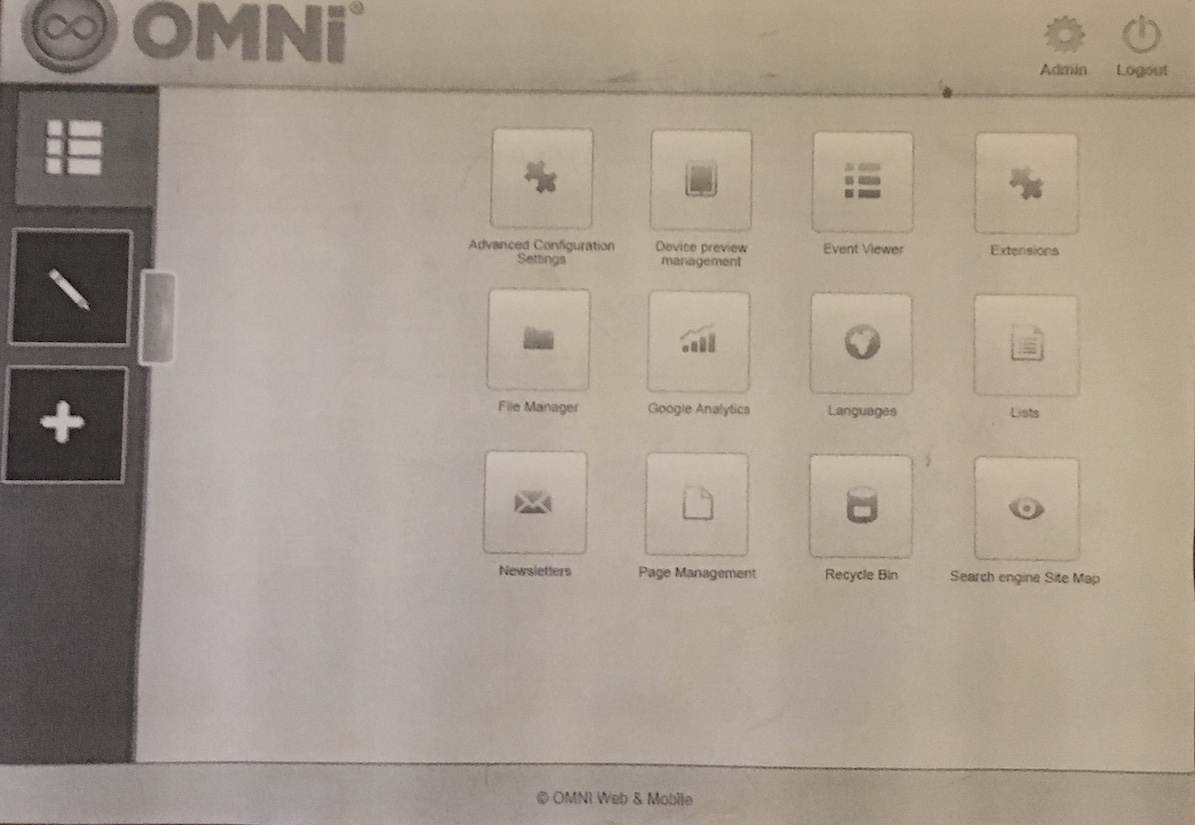 OMNi®
Admin
Logout
Advanced Configuration
Settings
Device preview
management
Event Viewer
Extensions
File Manager
Google Analytics
Languages
Lists
Newsletters
Page Management
Recycle Bin
Search engine Site Map
© OMNI Web & Mobile